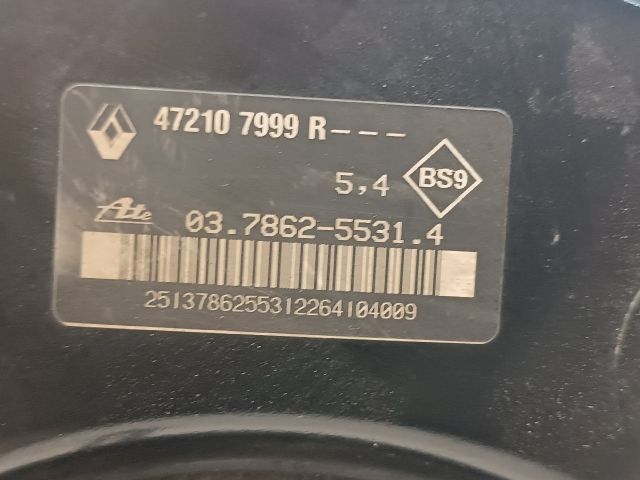 47210 7999 R---
5,4
BS9
Ate
03.7862-5531.4
2513786255312264104009